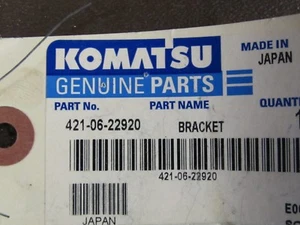 KOMATSU
GENUINE PARTS
MADE IN
JAPAN
PART No. PART NAME
421-06-22920 BRACKET
421-06-22920
JAPAN